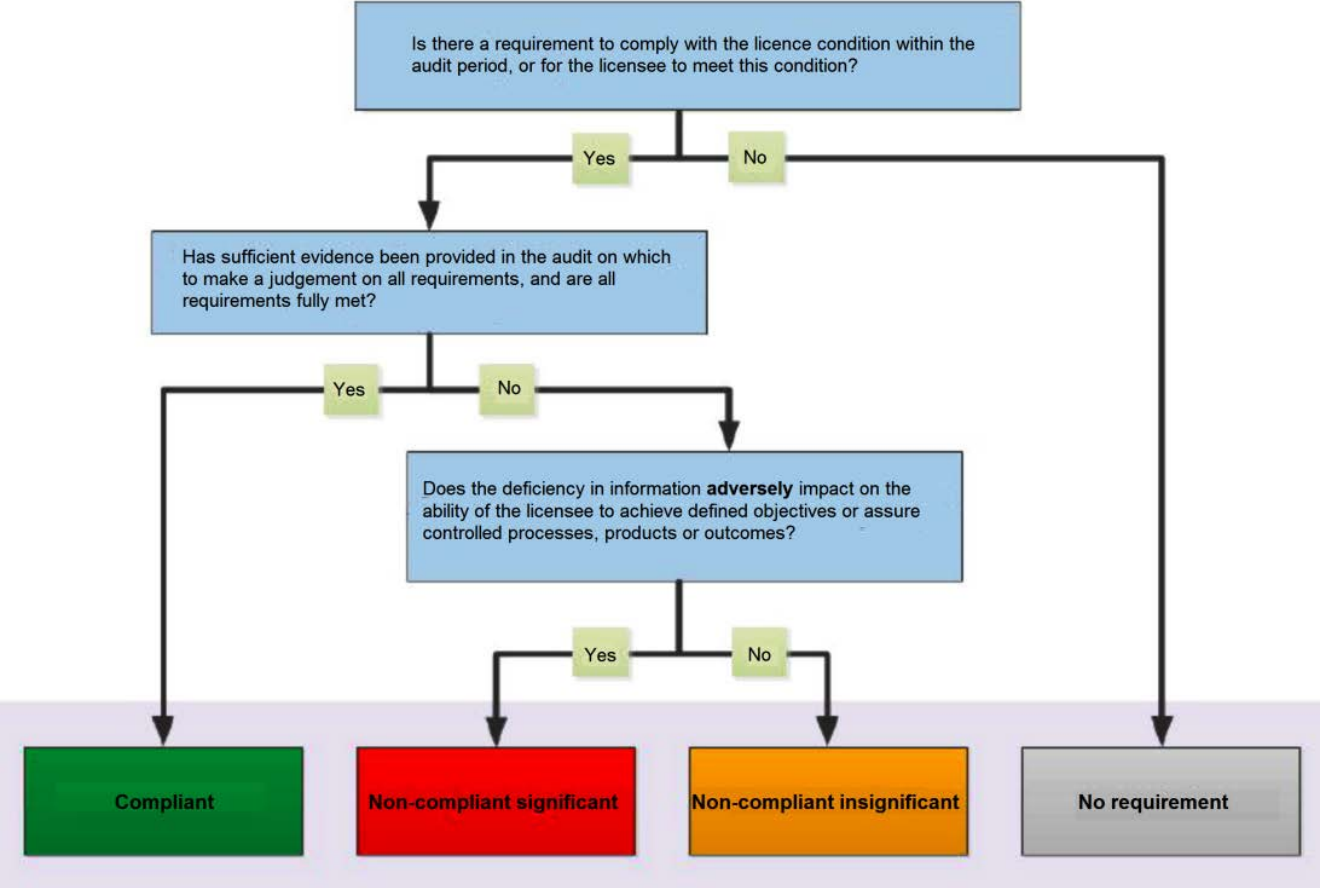 Is there a requirement to comply with the licence condition within the
audit period, or for the licensee to meet this condition?
Yes
No
Has sufficient evidence been provided in the audit on which
to make a judgement on all requirements, and are all
requirements fully met?
Yes
No
Does the deficiency in information adversely impact on the
ability of the licensee to achieve defined objectives or assure
controlled processes, products or outcomes?
Yes
No
Compliant
Non-compliant significant
Non-compliant insignificant
No requirement